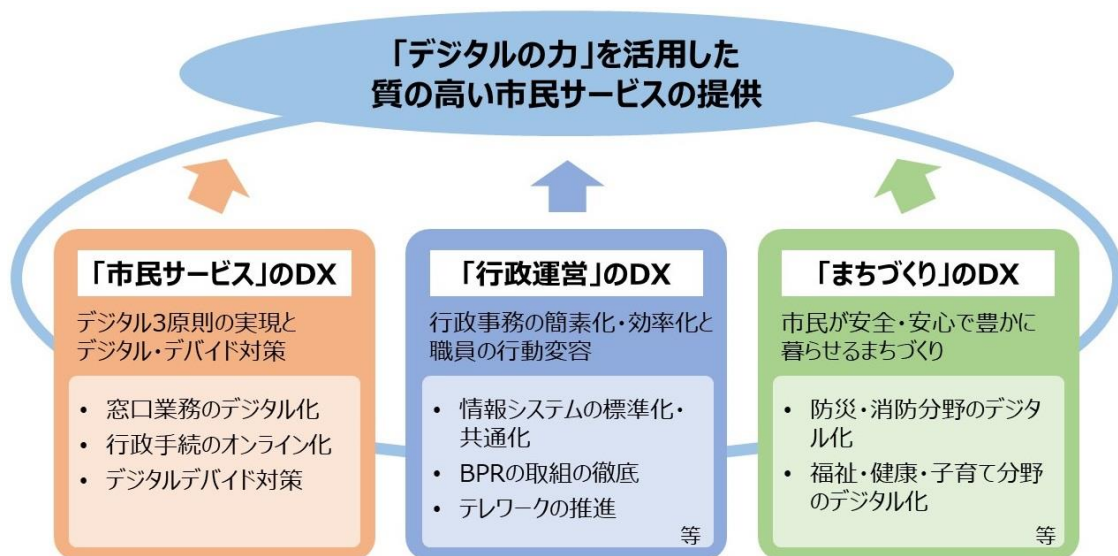 「デジタルの力」を活用した
質の高い市民サービスの提供
「市民サービス」のDX
デジタル3原則の実現と
デジタル・デバイド対策
• 窓口業務のデジタル化
• 行政手続のオンライン化
• デジタルデバイド対策
「行政運営」のDX
行政事務の簡素化・効率化と
職員の行動変容
• 情報システムの標準化・
共通化
• BPRの取組の徹底
• テレワークの推進
等
「まちづくり」のDX
市民が安全・安心で豊かに
暮らせるまちづくり
• 防災・消防分野のデジタ
ル化
• 福祉・健康・子育て分野
のデジタル化
等